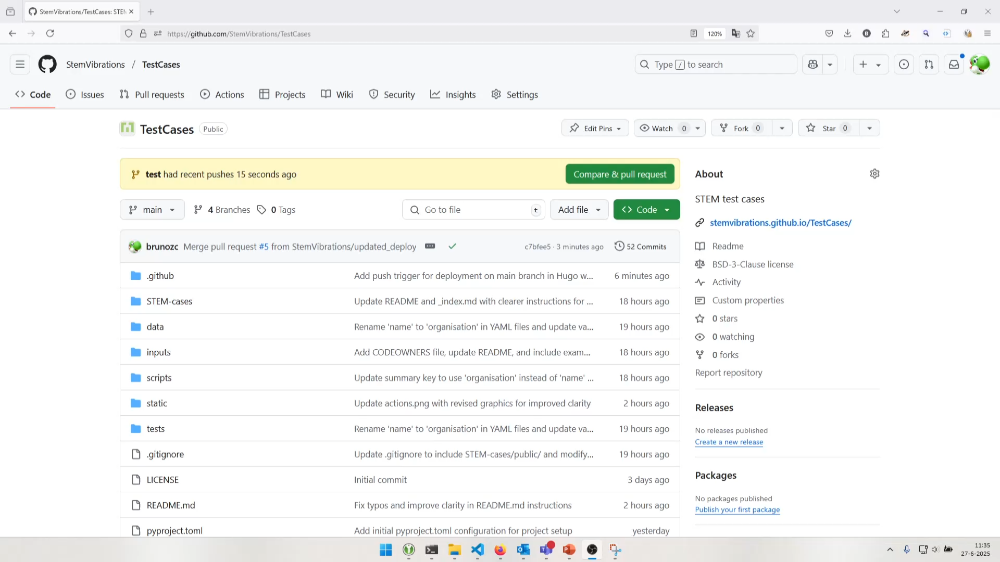 StemVibrations/TestCases: STEM
https://github.com/StemVibrations/TestCases
120%
StemVibrations / TestCases
Type / to search
Code
Issues
Pull requests
Actions
Projects
Wiki
Security
Insights
Settings
TestCases
Public
Edit Pins
Watch 0
Fork 0
Star 0
test had recent pushes 15 seconds ago
Compare & pull request
main
4 Branches
0 Tags
Go to file
t
Add file
Code
brunozc Merge pull request #5 from StemVibrations/updated_deploy
c7bfee5 · 3 minutes ago
52 Commits
.github Add push trigger for deployment on main branch in Hugo w... 6 minutes ago
STEM-cases Update README and _index.md with clearer instructions for ... 18 hours ago
data Rename 'name' to 'organisation' in YAML files and update va... 19 hours ago
inputs Add CODEOWNERS file, update README, and include exam... 18 hours ago
scripts Update summary key to use 'organisation' instead of 'name' ... 18 hours ago
static Update actions.png with revised graphics for improved clarity 2 hours ago
tests Rename 'name' to 'organisation' in YAML files and update va... 19 hours ago
.gitignore Update .gitignore to include STEM-cases/public/ and modify... 19 hours ago
LICENSE Initial commit 3 days ago
README.md Fix typos and improve clarity in README.md instructions 2 hours ago
pyproject.toml Add initial pyproject.toml configuration for project setup yesterday
About
STEM test cases
stemvibrations.github.io/TestCases/
Readme
BSD-3-Clause license
Activity
Custom properties
0 stars
0 watching
0 forks
Report repository
Releases
No releases published
Create a new release
Packages
No packages published
Publish your first package
11:35
27-6-2025